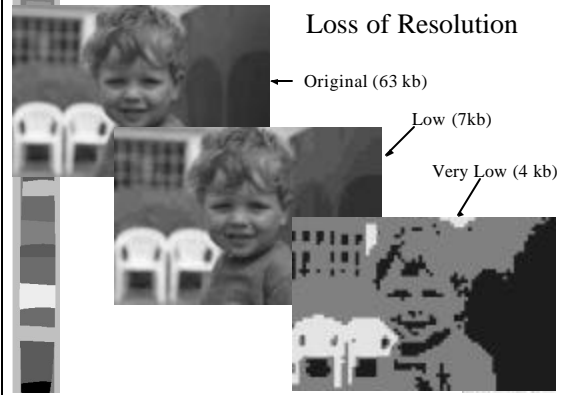 Loss of Resolution
Original (63 kb)
Low (7kb)
Very Low (4 kb)